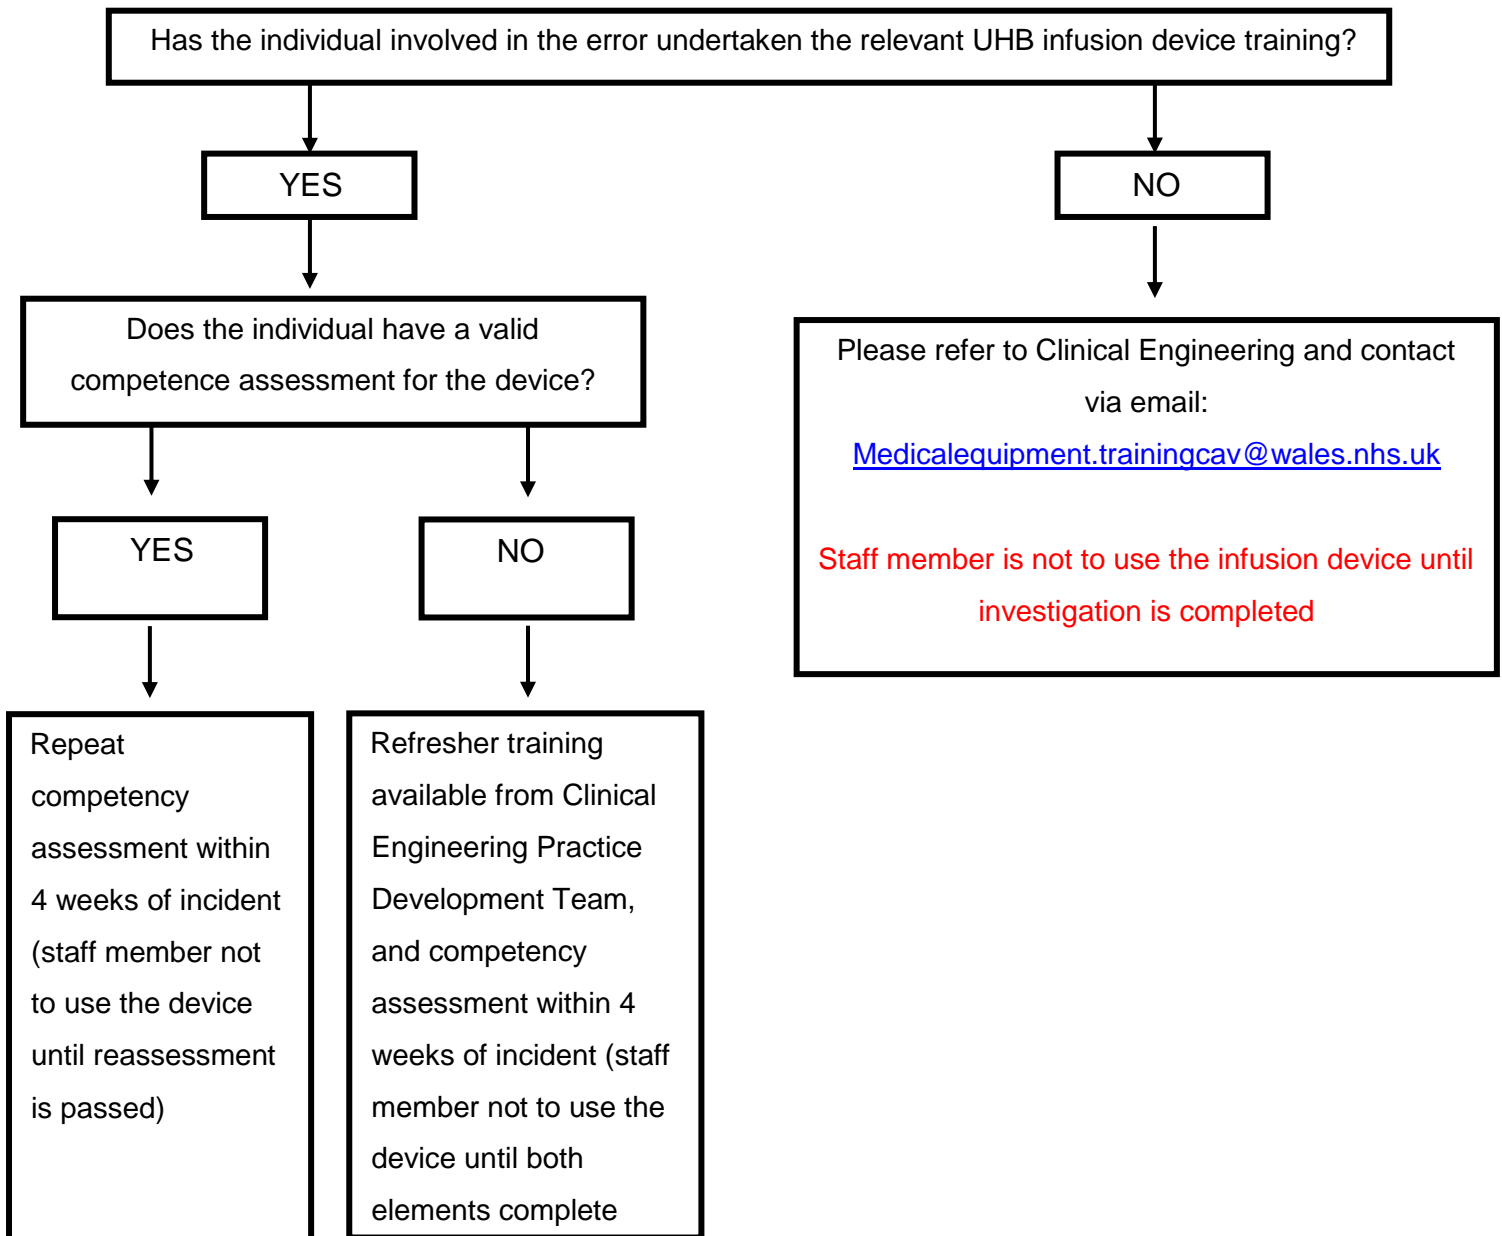 Has the individual involved in the error undertaken the relevant UHB infusion device training?
YES
NO
Does the individual have a valid
competence assessment for the device?
Please refer to Clinical Engineering and contact
via email:
Medicalequipment.trainingcav@wales.nhs.uk
Staff member is not to use the infusion device until
investigation is completed
YES
NO
Repeat
competency
assessment within
4 weeks of incident
(staff member not
to use the device
until reassessment
is passed)
Refresher training
available from Clinical
Engineering Practice
Development Team,
and competency
assessment within 4
weeks of incident (staff
member not to use the
device until both
elements complete